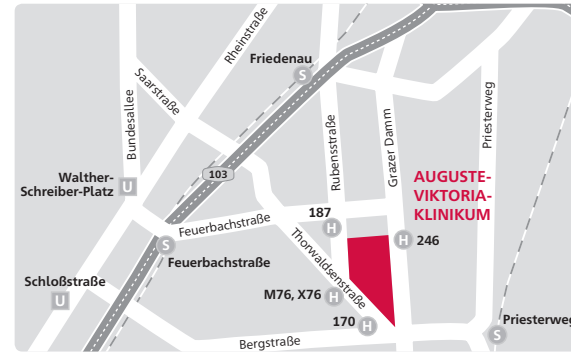 Rheinstraße
Friedenau
S
Saarstraße
Bundesallee
Priesterweg
Grazer Damm
Rubensstraße
103
Walther-
Schreiber-Platz
U
AUGUSTE-
VIKTORIA-
KLINIKUM
187
H
Feuerbachstraße
H
246
S
Feuerbachstraße
Thorwaldsenstraße
Schloßstraße
U
M76, X76
H
170
H
Bergstraße
S
Priesterweg